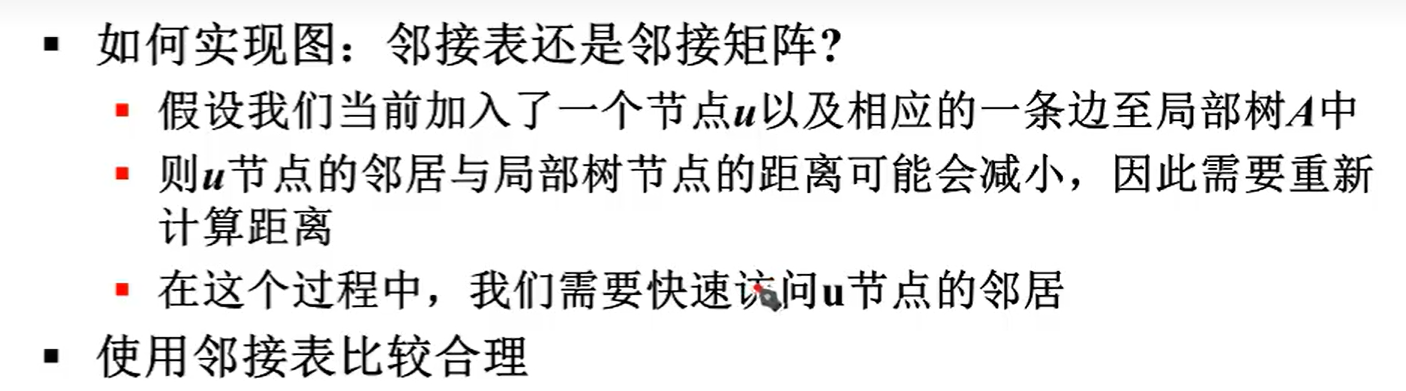 如何实现图：邻接表还是邻接矩阵?
假设我们当前加入了一个节点u以及相应的一条边至局部树A中
则u节点的邻居与局部树节点的距离可能会减小，因此需要重新
计算距离
在这个过程中，我们需要快速访问u节点的邻居
使用邻接表比较合理